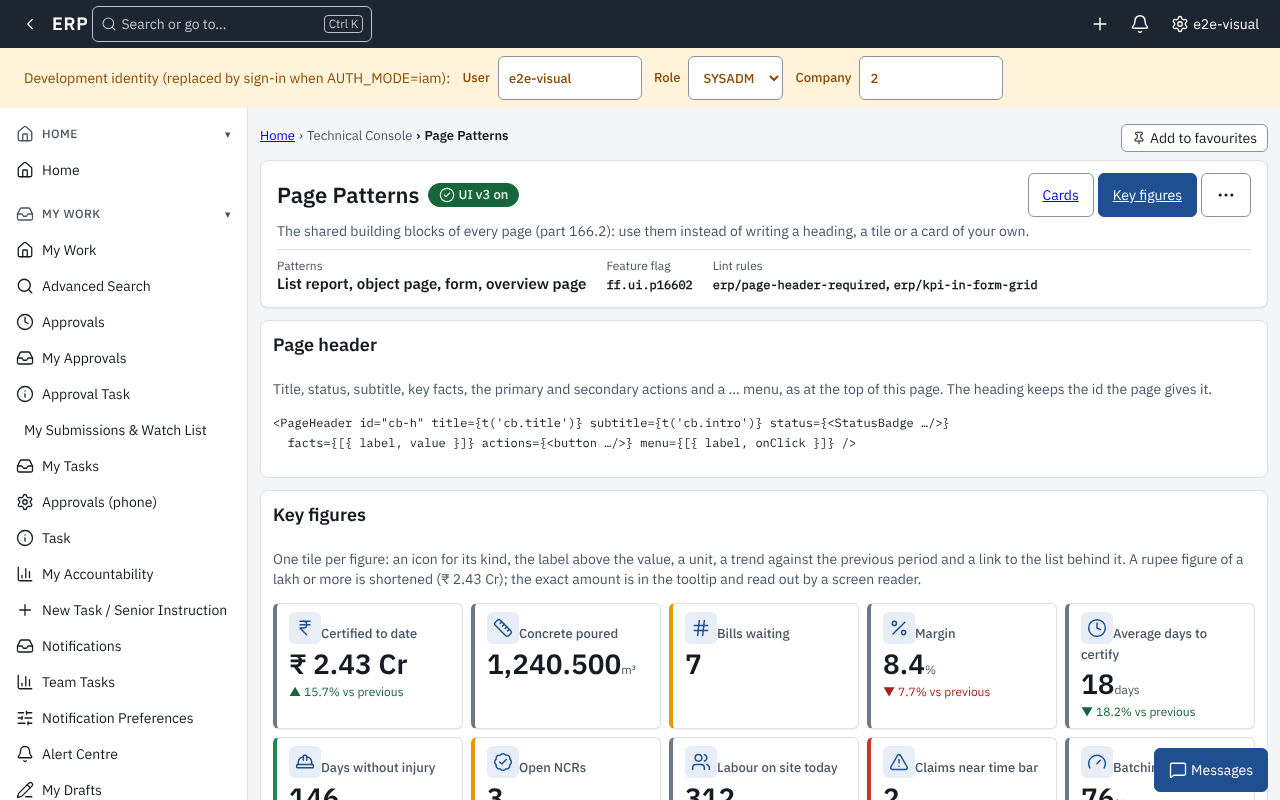 ERP
Search or go to...
Ctrl K
e2e-visual
Development identity (replaced by sign-in when AUTH_MODE=iam):
User
e2e-visual
Role
SYSADM
Company
2
HOME
Home
MY WORK
My Work
Advanced Search
Approvals
My Approvals
Approval Task
My Submissions & Watch List
My Tasks
Approvals (phone)
Task
My Accountability
New Task / Senior Instruction
Notifications
Team Tasks
Notification Preferences
Alert Centre
My Drafts
Home › Technical Console › Page Patterns
Add to favourites
Page Patterns
UI v3 on
Cards
Key figures
The shared building blocks of every page (part 166.2): use them instead of writing a heading, a tile or a card of your own.
Patterns
List report, object page, form, overview page
Feature flag
ff.ui.p16602
Lint rules
erp/page-header-required, erp/kpi-in-form-grid
Page header
Title, status, subtitle, key facts, the primary and secondary actions and a … menu, as at the top of this page. The heading keeps the id the page gives it.
<PageHeader id="cb-h" title={t('cb.title')} subtitle={t('cb.intro')} status={<StatusBadge …/>}
facts={[{ label, value }]} actions={<button …/>} menu={[{ label, onClick }]} />
Key figures
One tile per figure: an icon for its kind, the label above the value, a unit, a trend against the previous period and a link to the list behind it. A rupee figure of a
lakh or more is shortened (₹ 2.43 Cr); the exact amount is in the tooltip and read out by a screen reader.
Certified to date
₹ 2.43 Cr
▲ 15.7% vs previous
Concrete poured
1,240.500 m³
Bills waiting
7
Margin
8.4%
▼ 7.7% vs previous
Average days to
certify
18 days
▼ 18.2% vs previous
Days without injury
146
Open NCRs
3
Labour on site today
312
Claims near time bar
2
76
Messages